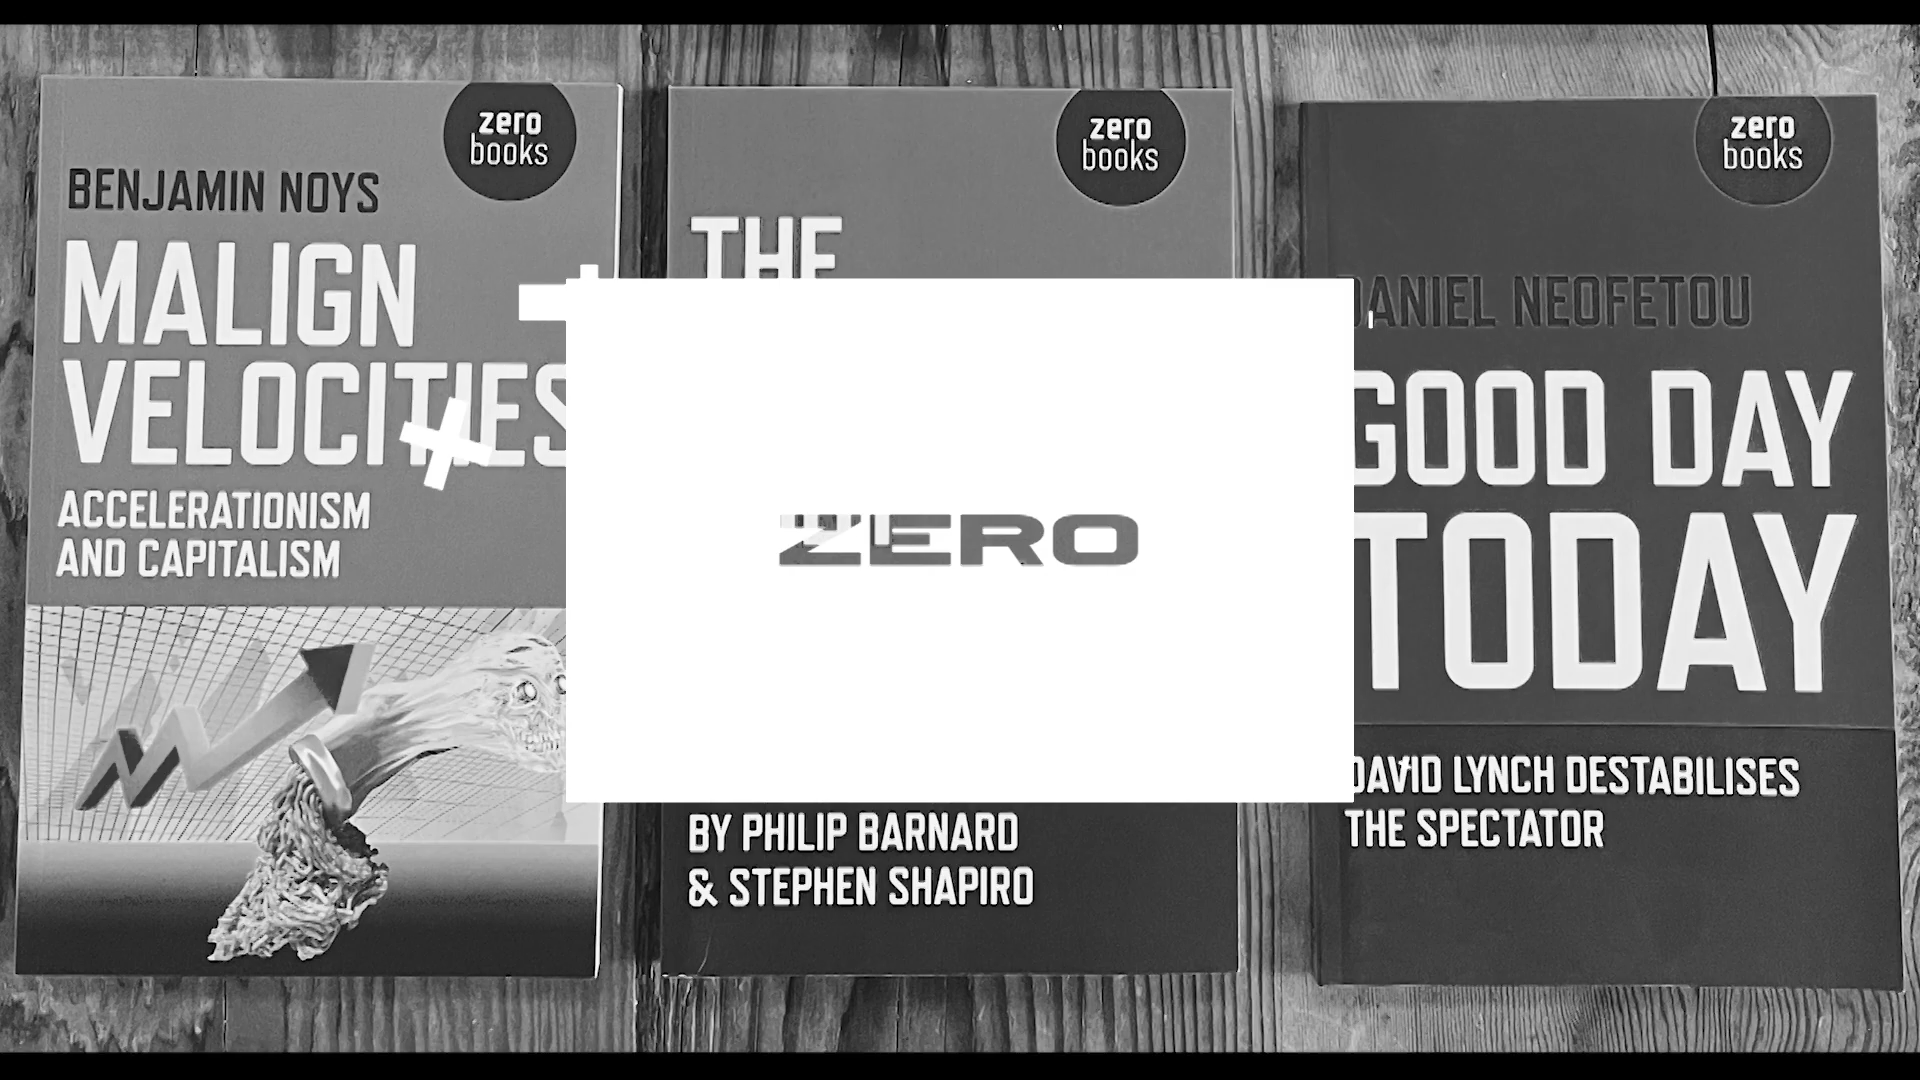 zero
books
BENJAMIN NOYS
MALIGN
VELOCITIES
ACCELERATIONISM
AND CAPITALISM
zero
books
THE
BY PHILIP BARNARD
& STEPHEN SHAPIRO
ZERO
zero
books
DANIEL NEOFETOU
GOOD DAY
TODAY
DAVID LYNCH DESTABILISES
THE SPECTATOR